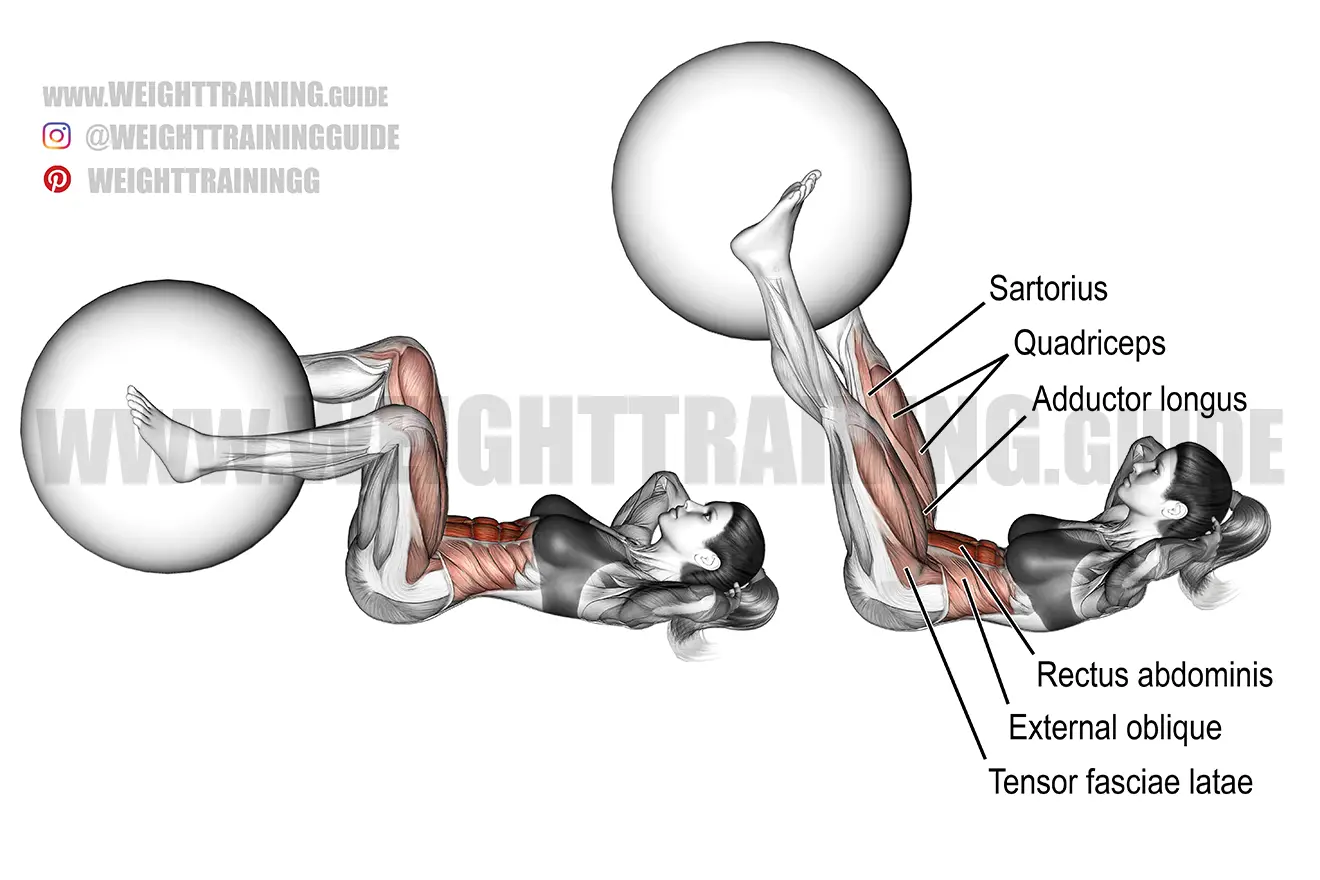 www.WEIGHTTRAINING.GUIDE
@WEIGHTTRAININGGUIDE
WEIGHTTRAININGG
Sartorius
Quadriceps
Adductor longus
WWW.WEIGHTTRAINING.GUIDE
Rectus abdominis
External oblique
Tensor fasciae latae